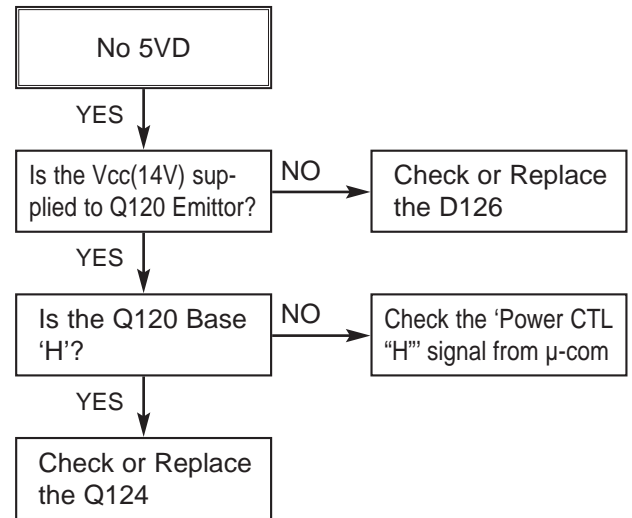 No 5VD
YES
Is the Vcc(14V) sup-
plied to Q120 Emittor?
NO
Check or Replace
the D126
YES
Is the Q120 Base
‘H’?
NO
Check the ‘Power CTL
“H”’ signal from μ-com
YES
Check or Replace
the Q124